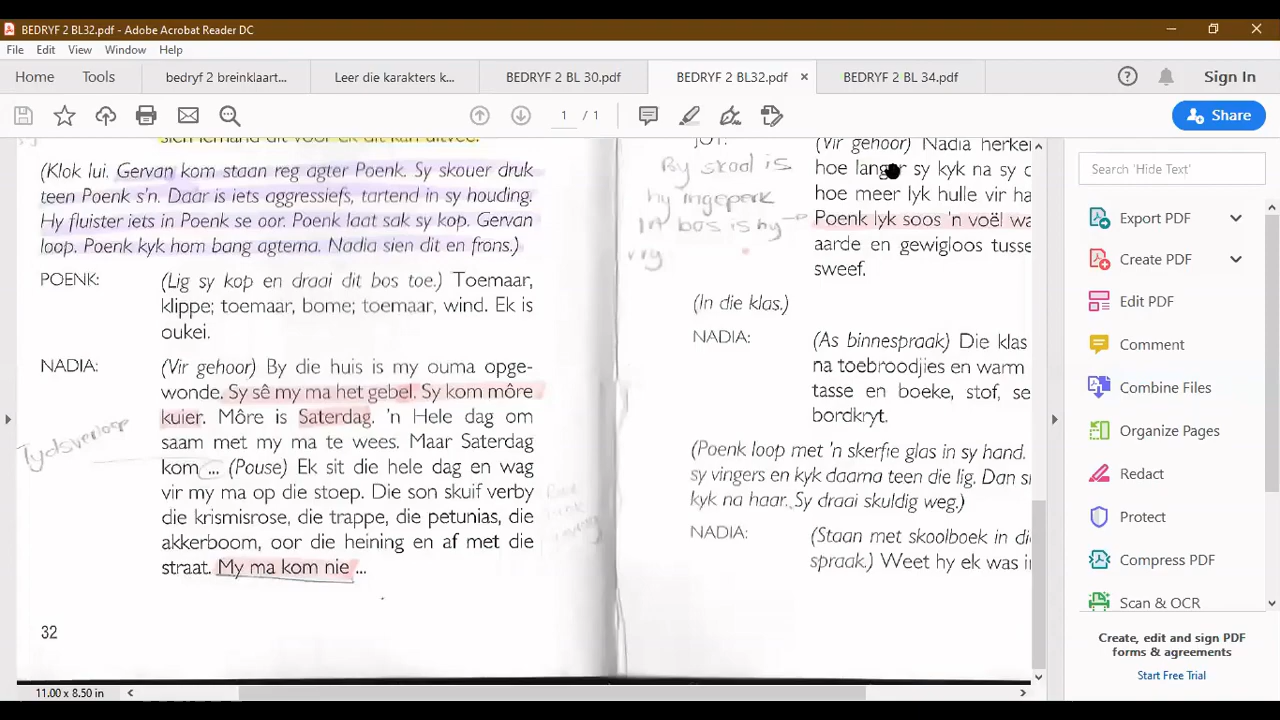 BEDRYF 2 BL32.pdf - Adobe Acrobat Reader DC
File Edit View Window Help
Home Tools bedryf 2 breinklaart... Leer die karakters k... BEDRYF 2 BL 30.pdf BEDRYF 2 BL32.pdf × BEDRYF 2 BL 34.pdf Sign In
1 / 1 Share
(Klok lui. Gervan kom staan reg agter Poenk. Sy skouer druk
teen Poenk s'n. Daar is iets aggressiefs, tartend in sy houding.
Hy fluister iets in Poenk se oor. Poenk laat sak sy kop. Gervan
loop. Poenk kyk hom bang agterna. Nadia sien dit en frons.)
POENK: (Lig sy kop en draai dit bos toe.) Toemaar,
klippe; toemaar, bome; toemaar, wind. Ek is
oukei.
NADIA: (Vir gehoor) By die huis is my ouma opge-
wonde. Sy sê my ma het gebel. Sy kom môre
kuier. Môre is Saterdag. 'n Hele dag om
saam met my ma te wees. Maar Saterdag
kom ... (Pouse) Ek sit die hele dag en wag
vir my ma op die stoep. Die son skuif verby
die krismisrose, die trappe, die petunias, die
akkerboom, oor die heining en af met die
straat. My ma kom nie ...
Tydsverloop
32
(Vir gehoor) Nadia herken
hoe langer sy kyk na sy
hoe meer lyk hulle vir ha
Poenk lyk soos 'n voël wa
aarde en gewigloos tusse
sweef.
By skool is
hy ingeperk
In bos is hy
vry
(In die klas.)
NADIA: (As binnespraak) Die klas
na toebroodjies en warm
tasse en boeke, stof, se
bordkryt.
(Poenk loop met 'n skerfie glas in sy hand.
sy vingers en kyk daarna teen die lig. Dan
kyk na haar. Sy draai skuldig weg.)
NADIA: (Staan met skoolboek in di
spraak.) Weet hy ek was
11.00 x 8.50 in
Search 'Hide Text'
Export PDF
Create PDF
Edit PDF
Comment
Combine Files
Organize Pages
Redact
Protect
Compress PDF
Scan & OCR
Convert, edit and sign PDF
forms & agreements
Start Free Trial